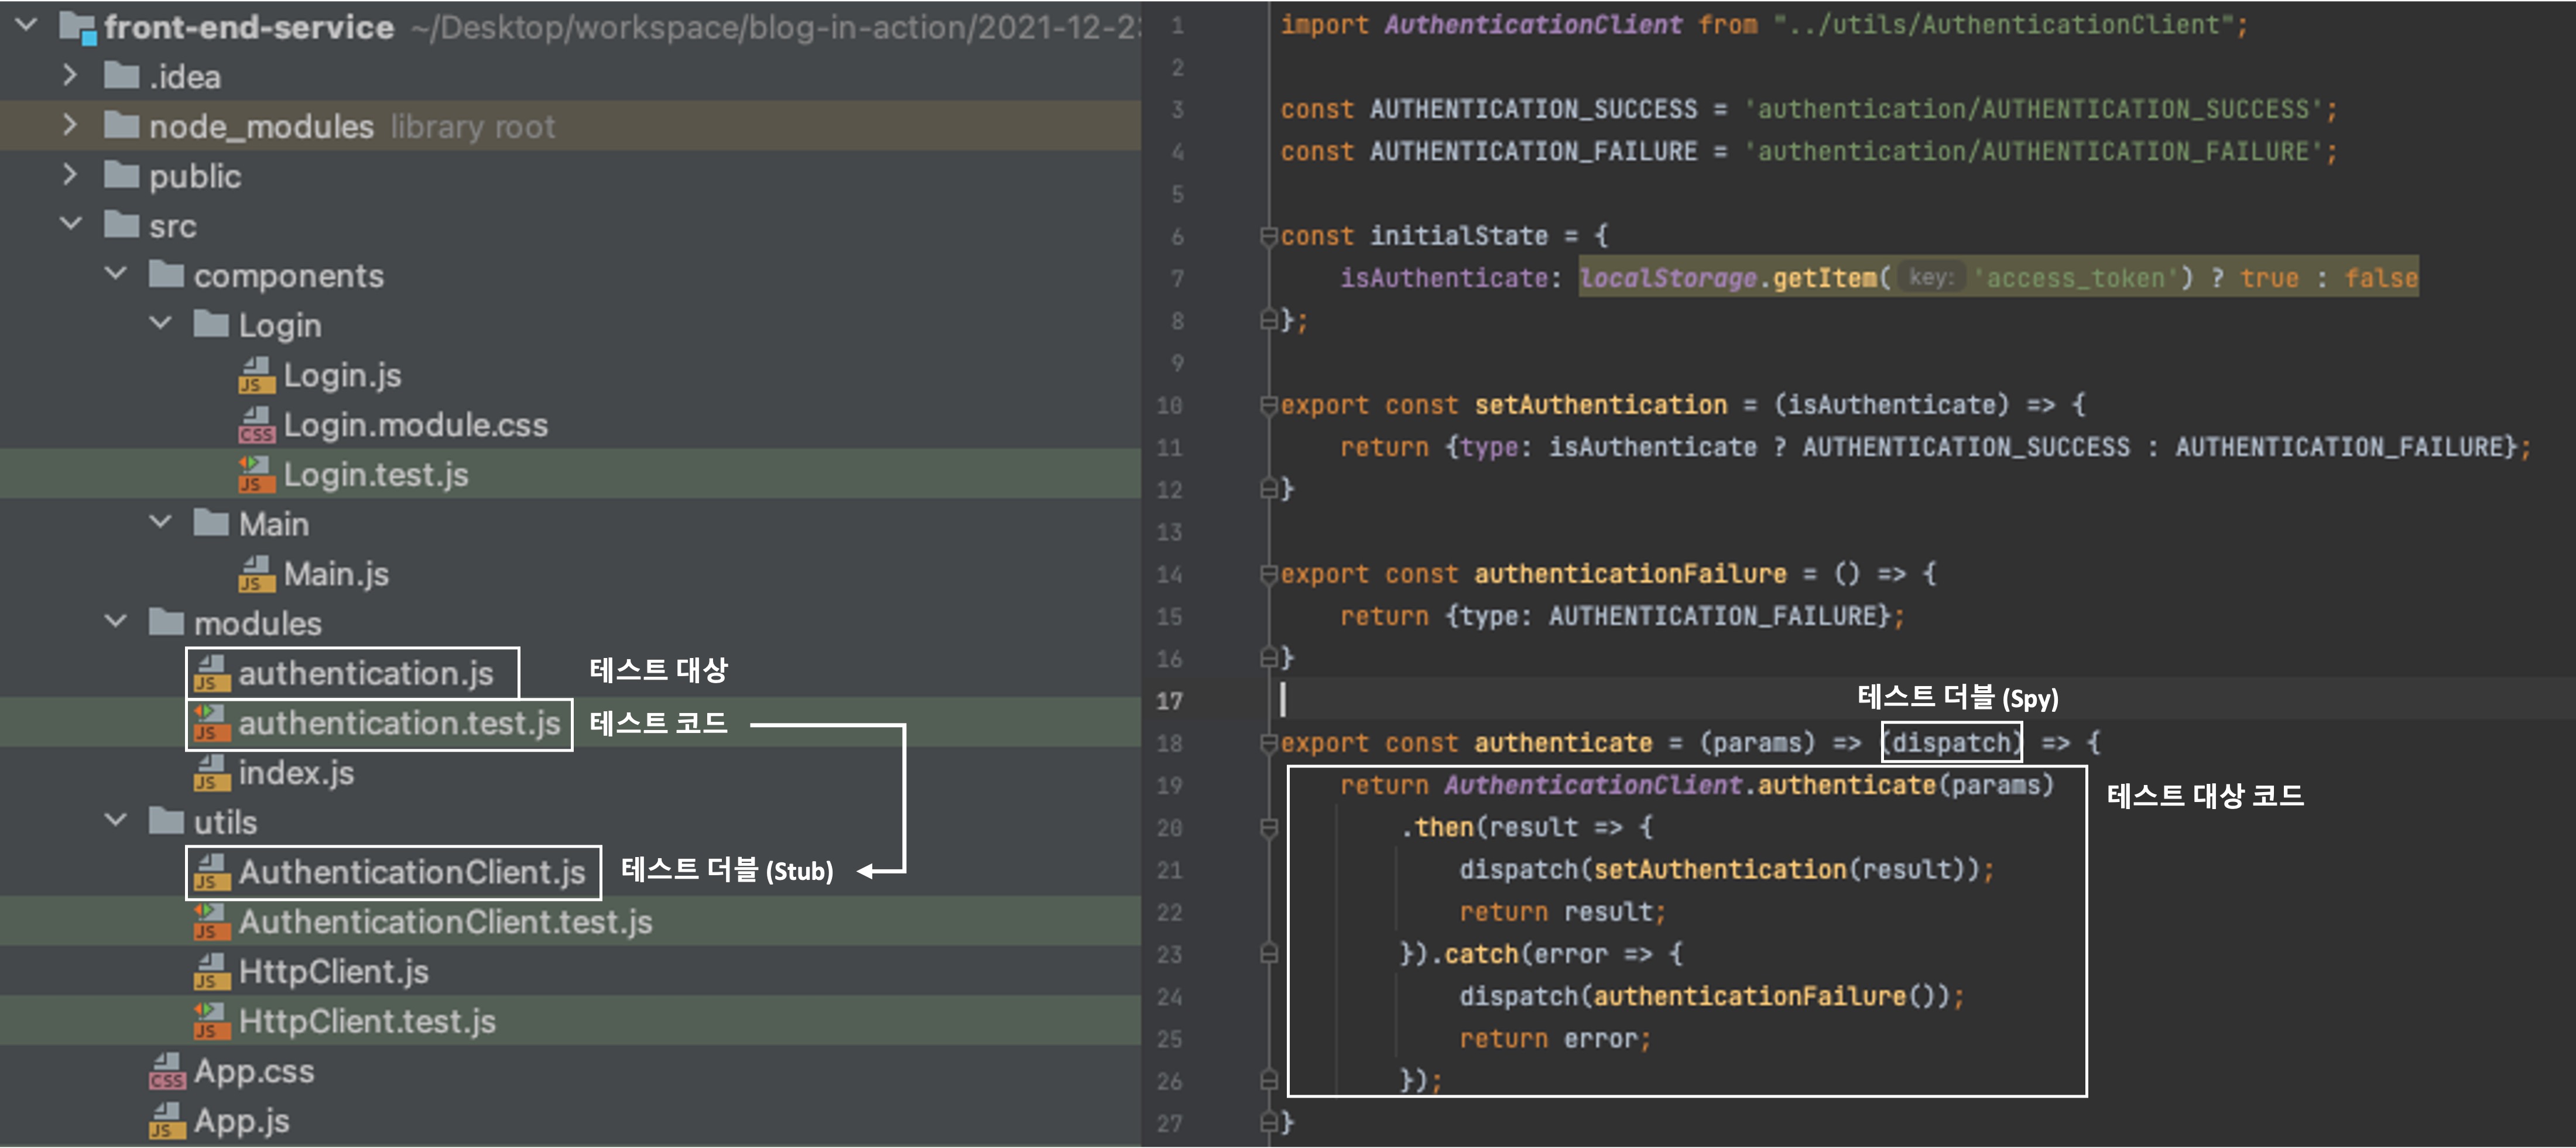 front-end-service ~/Desktop/workspace/blog-in-action/2021-12-23
.idea
node_modules library root
public
src
components
Login
Login.js
Login.module.css
Login.test.js
Main
Main.js
modules
authentication.js 테스트 대상
authentication.test.js 테스트 코드
index.js
utils
AuthenticationClient.js 테스트 더블 (Stub)
AuthenticationClient.test.js
HttpClient.js
HttpClient.test.js
App.css
App.js
1 import AuthenticationClient from "../utils/AuthenticationClient";
2
3 const AUTHENTICATION_SUCCESS = 'authentication/AUTHENTICATION_SUCCESS';
4 const AUTHENTICATION_FAILURE = 'authentication/AUTHENTICATION_FAILURE';
5
6 const initialState = {
7 isAuthenticate: localStorage.getItem( key: 'access_token') ? true : false
8 };
9
10 export const setAuthentication = (isAuthenticate) => {
11 return {type: isAuthenticate ? AUTHENTICATION_SUCCESS : AUTHENTICATION_FAILURE};
12 }
13
14 export const authenticationFailure = () => {
15 return {type: AUTHENTICATION_FAILURE};
16 }
17 테스트 더블 (Spy)
18 export const authenticate = (params) => (dispatch) => {
19 return AuthenticationClient.authenticate(params) 테스트 대상 코드
20 .then(result => {
21 dispatch(setAuthentication(result));
22 return result;
23 }).catch(error => {
24 dispatch(authenticationFailure());
25 return error;
26 });
27 }